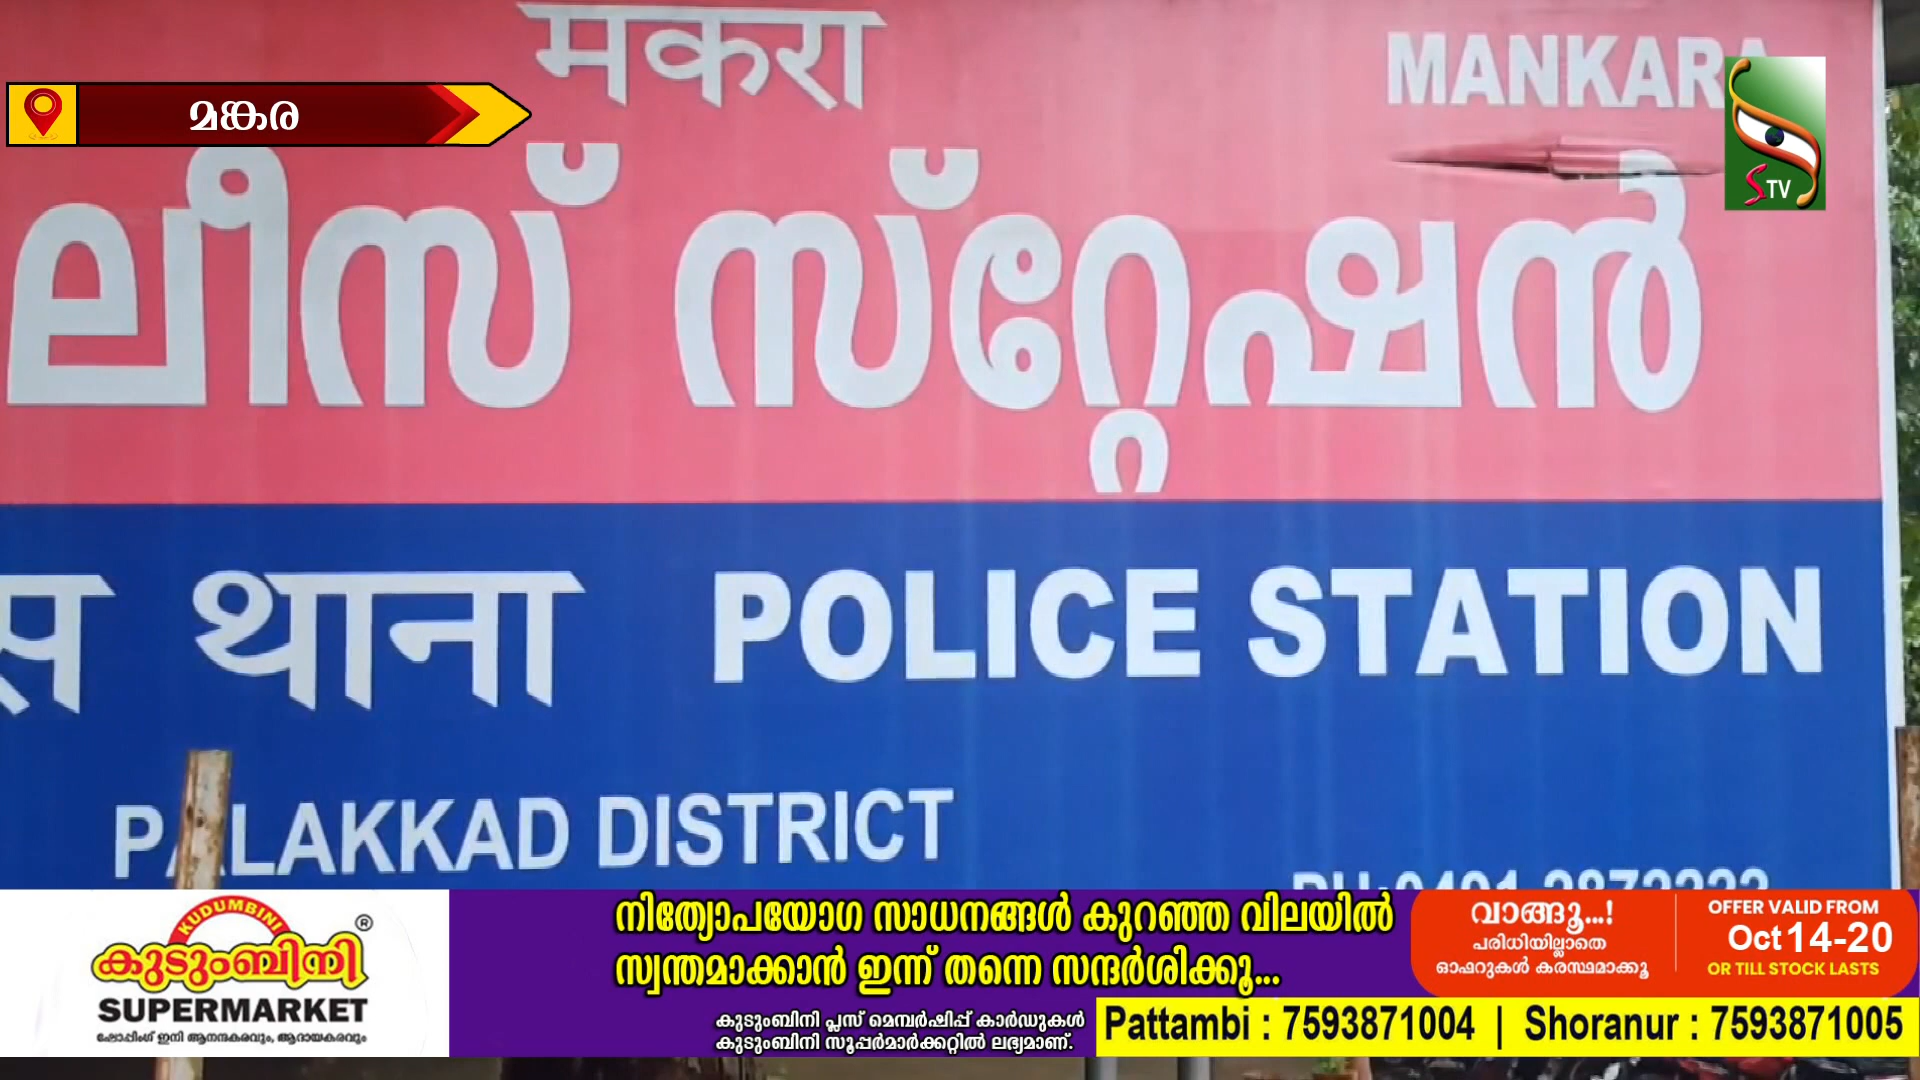 मकरा
MANKARA
മങ്കര
STV
ലീസ് സ്റ്റേഷൻ
स थाना
POLICE STATION
PALAKKAD DISTRICT
KUDUMBINI
കുടുംബിനി®
SUPERMARKET
ഷോപ്പിംഗ് ഇനി ആനന്ദകരവും, ആദായകരവും
നിത്യോപയോഗ സാധനങ്ങൾ കുറഞ്ഞ വിലയിൽ
സ്വന്തമാക്കാൻ ഇന്ന് തന്നെ സന്ദർശിക്കൂ...
കുടുംബിനി പ്ലസ് മെമ്പർഷിപ്പ് കാർഡുകൾ
കുടുംബിനി സൂപ്പർമാർക്കറ്റിൽ ലഭ്യമാണ്.
വാങ്ങൂ...!
പരിധിയില്ലാതെ
ഓഫറുകൾ കരസ്ഥമാക്കൂ
OFFER VALID FROM
Oct 14-20
OR TILL STOCK LASTS
Pattambi : 7593871004 | Shoranur : 7593871005